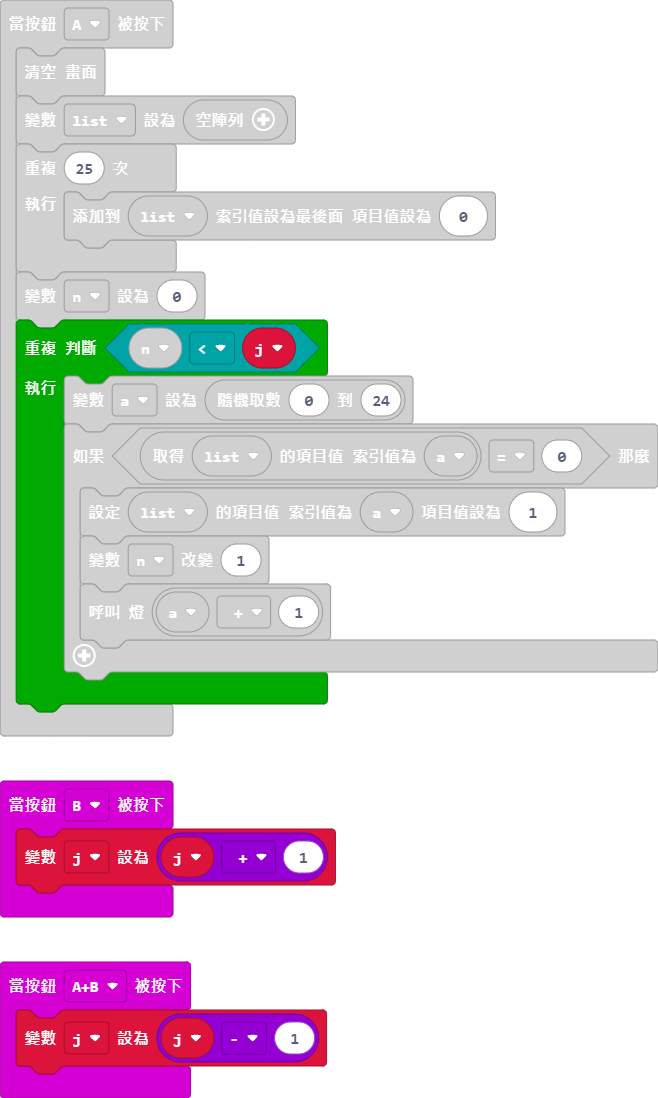 當按鈕 A 被按下
清空 畫面
變數 list 設為 空陣列
重複 25 次
執行
添加到 list 索引值設為最後面 項目值設為 0
變數 n 設為 0
重複 判斷 n < j
執行
變數 a 設為 隨機取數 0 到 24
如果 取得 list 的項目值 索引值為 a = 0 那麼
設定 list 的項目值 索引值為 a 項目值設為 1
變數 n 改變 1
呼叫 燈 a + 1
當按鈕 B 被按下
變數 j 設為 j + 1
當按鈕 A+B 被按下
變數 j 設為 j - 1